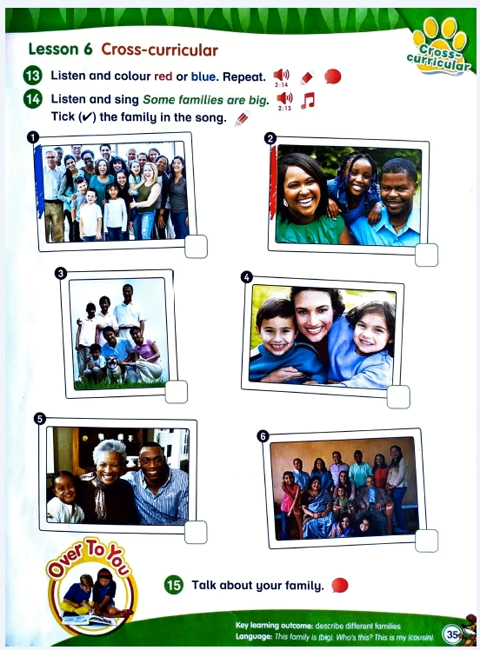 Lesson 6 Cross-curricular
Cross-curricular
13 Listen and colour red or blue. Repeat.
2:14
14 Listen and sing Some families are big.
2:15
Tick (✔) the family in the song.
1
2
3
4
5
6
Over To You
15 Talk about your family.
Key learning outcome: describe different families
Language: This family is (big). Who's this? This is my (cousin).
35